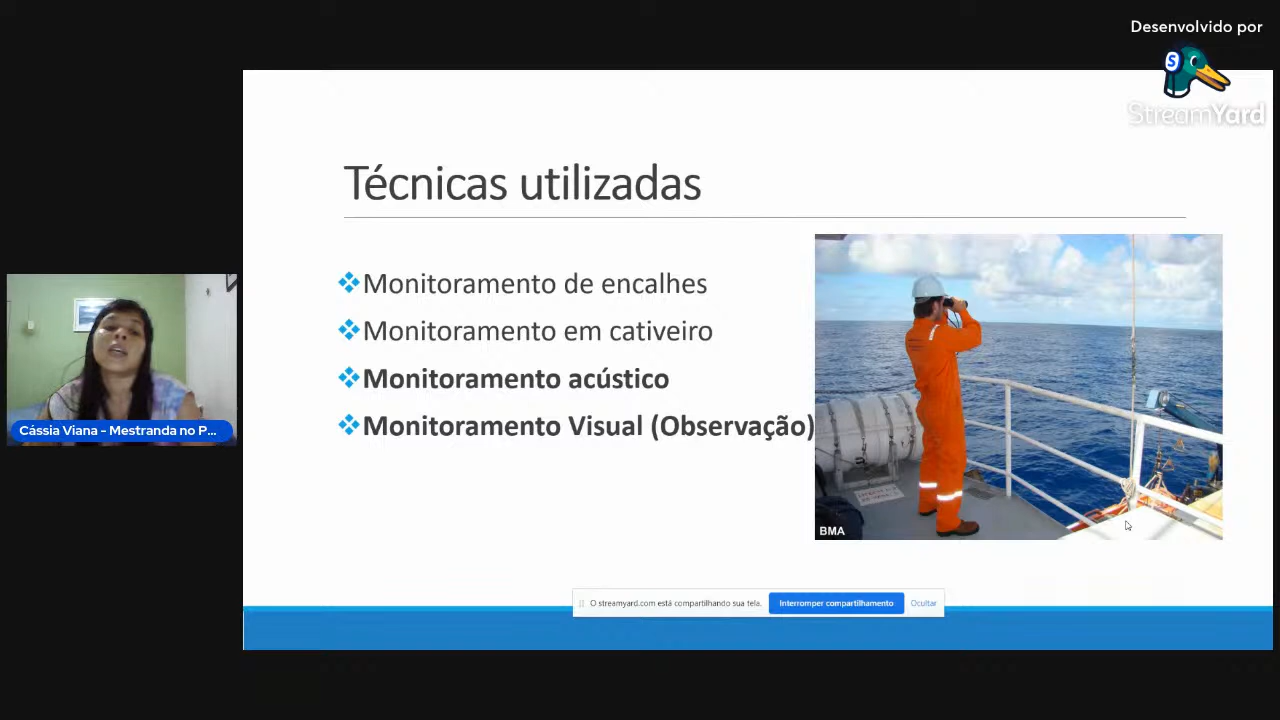 Desenvolvido por
StreamYard
Técnicas utilizadas
Monitoramento de encalhes
Monitoramento em cativeiro
Monitoramento acústico
Monitoramento Visual (Observação)
Cássia Viana - Mestranda no P...
BMA
O streamyard.com está compartilhando sua tela.
Interromper compartilhamento
Ocultar